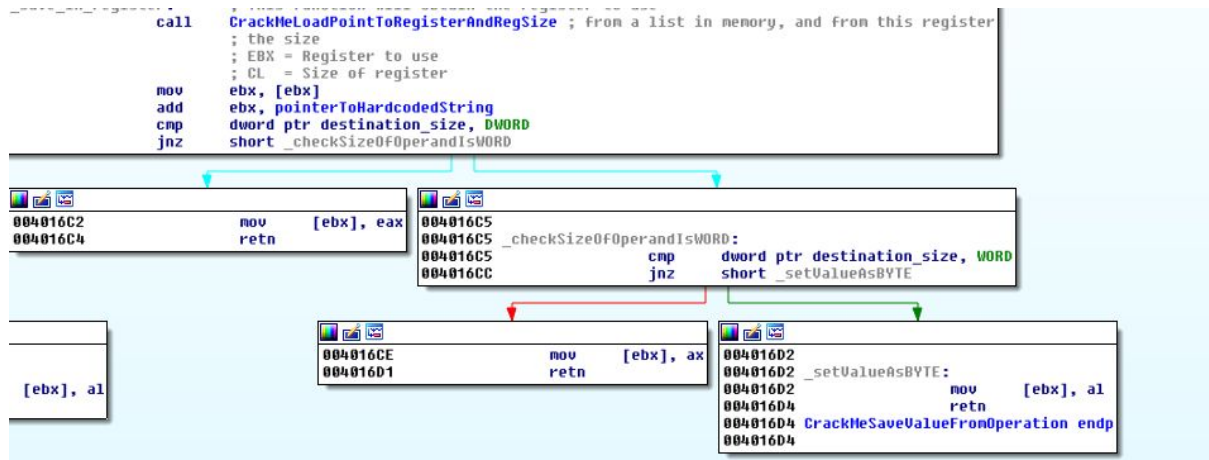 call CrackMeLoadPointToRegisterAndRegSize ; from a list in memory, and from this register
; the size
; EBX = Register to use
; CL  = Size of register
mov ebx, [ebx]
add ebx, pointerToHardcodedString
cmp dword ptr destination_size, DWORD
jnz short _checkSizeOfOperandIsWORD
004016C2 mov [ebx], eax
004016C4 retn
004016C5
004016C5 _checkSizeOfOperandIsWORD:
004016C5 cmp dword ptr destination_size, WORD
004016CC jnz short _setValueAsBYTE
[ebx], al
004016CE mov [ebx], ax
004016D1 retn
004016D2
004016D2 _setValueAsBYTE:
004016D2 mov [ebx], al
004016D4 retn
004016D4 CrackMeSaveValueFromOperation endp
004016D4